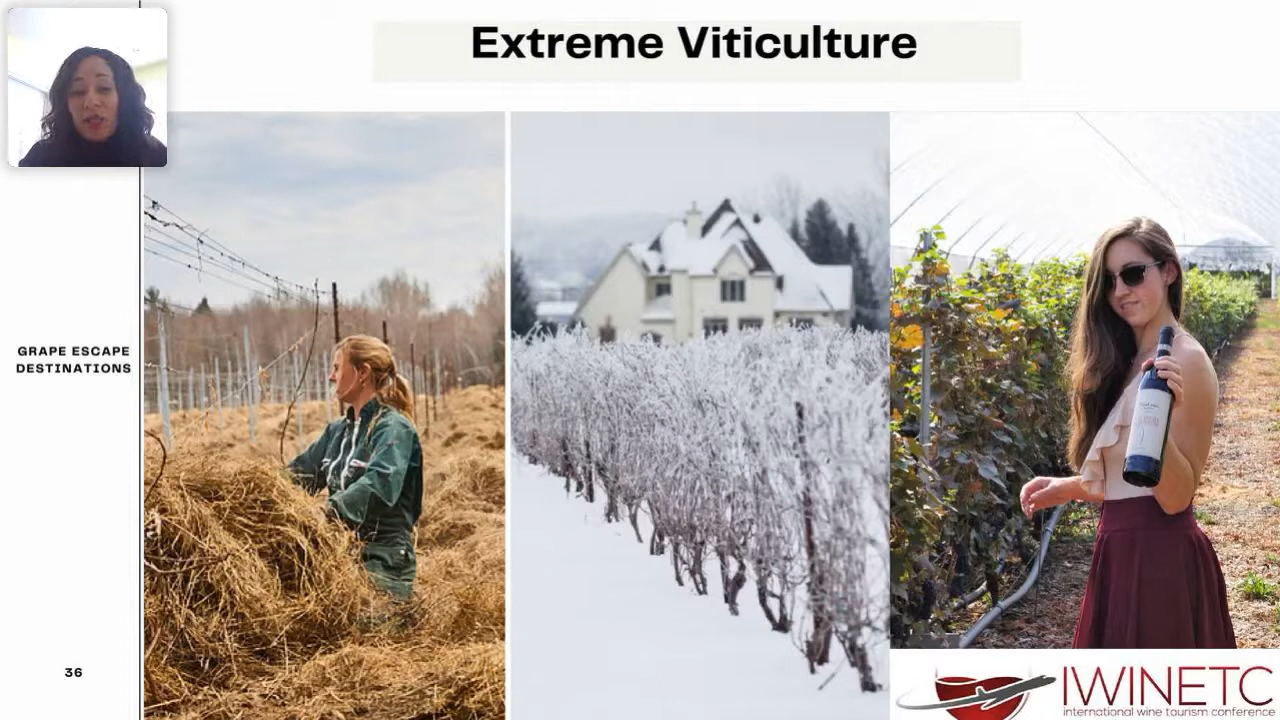 Extreme Viticulture
GRAPE ESCAPE
DESTINATIONS
36
IWINETC
international wine tourism conference